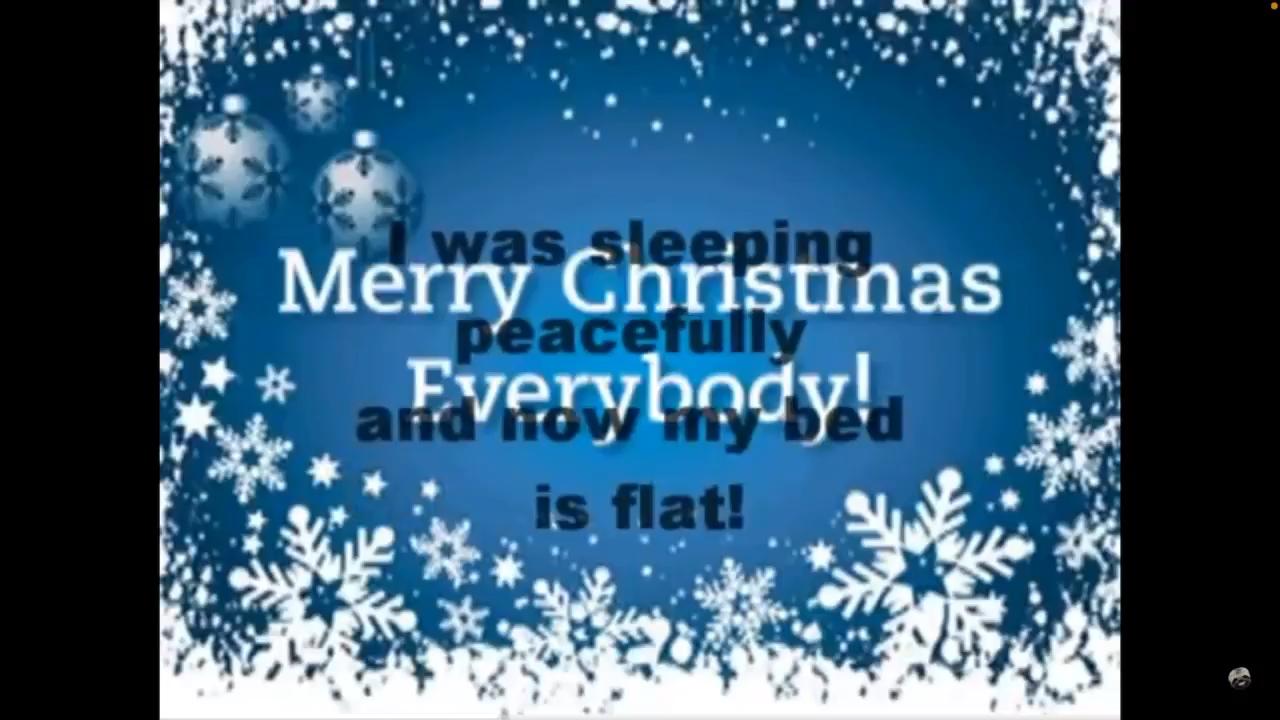 I was sleeping
Merry Christmas
peacefully
Everybody!
and now my bed
is flat!